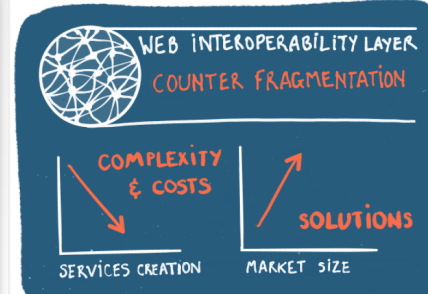 WEB INTEROPERABILITY LAYER
COUNTER FRAGMENTATION
COMPLEXITY
& COSTS
SERVICES CREATION
SOLUTIONS
MARKET SIZE